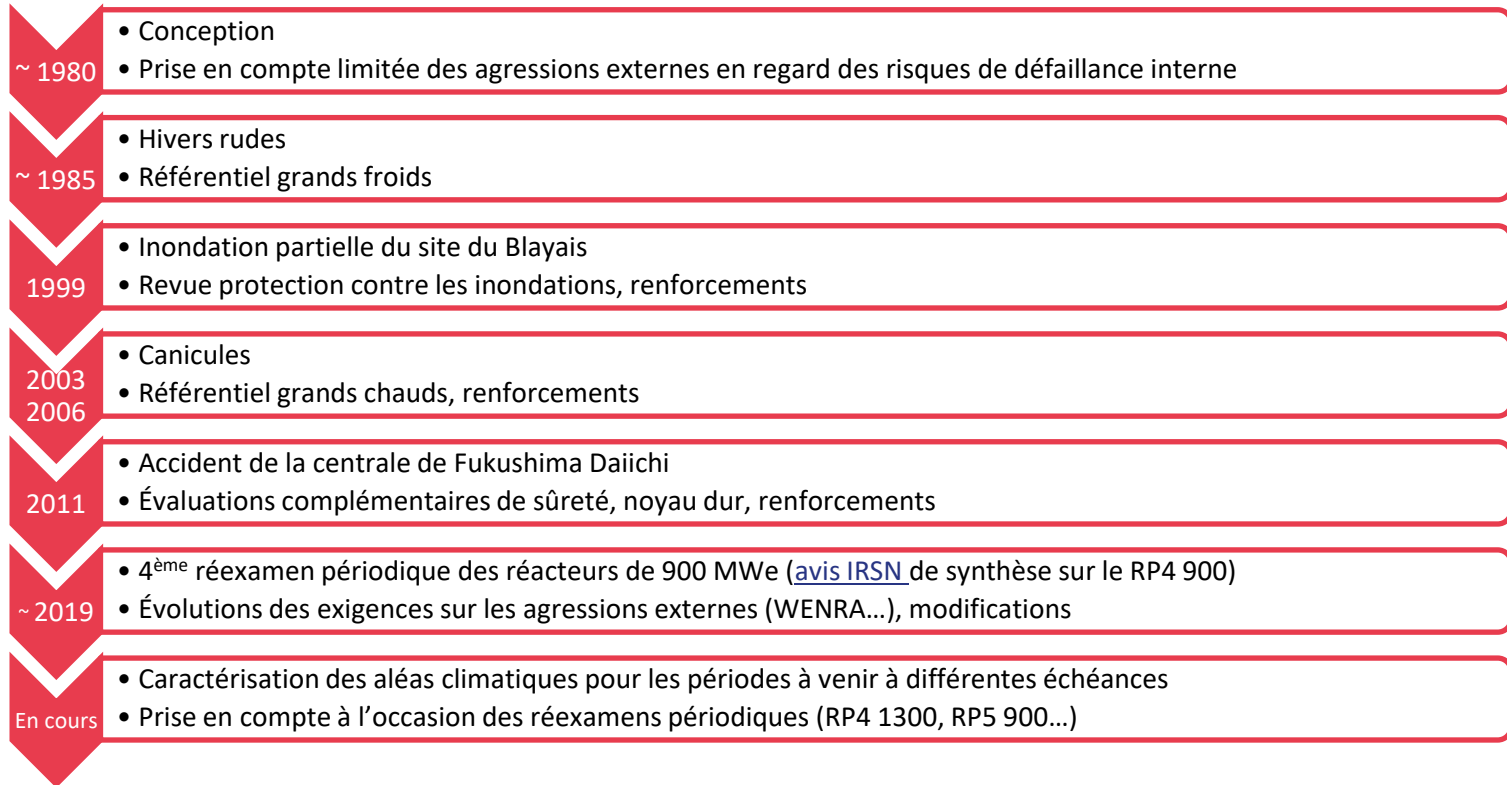 • Conception
~ 1980 • Prise en compte limitée des agressions externes en regard des risques de défaillance interne
• Hivers rudes
~ 1985 • Référentiel grands froids
• Inondation partielle du site du Blayais
1999 • Revue protection contre les inondations, renforcements
• Canicules
2003
2006 • Référentiel grands chauds, renforcements
• Accident de la centrale de Fukushima Daiichi
2011 • Évaluations complémentaires de sûreté, noyau dur, renforcements
• 4ème réexamen périodique des réacteurs de 900 MWe (avis IRSN de synthèse sur le RP4 900)
~ 2019 • Évolutions des exigences sur les agressions externes (WENRA…), modifications
• Caractérisation des aléas climatiques pour les périodes à venir à différentes échéances
En cours • Prise en compte à l’occasion des réexamens périodiques (RP4 1300, RP5 900…)